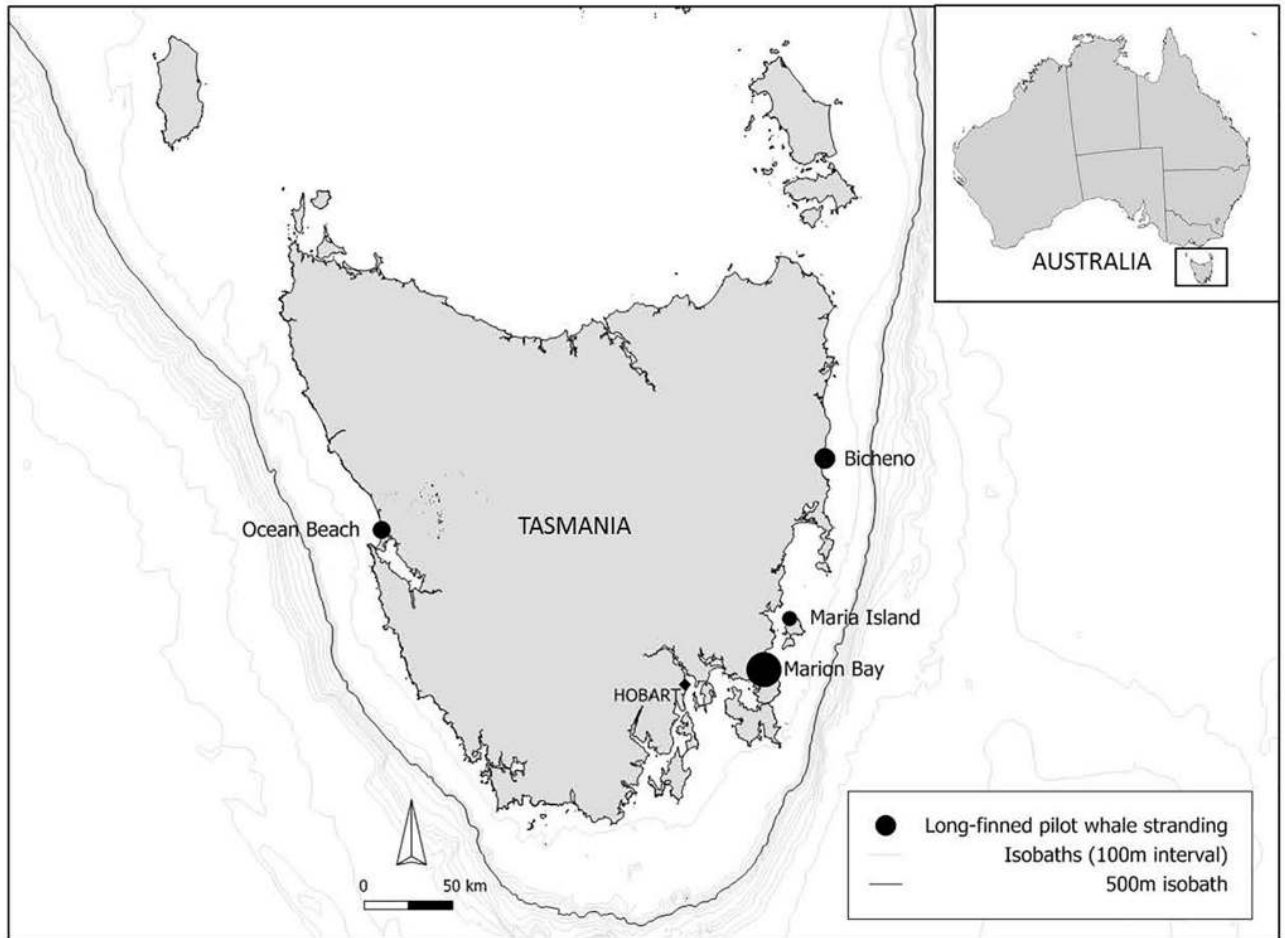 AUSTRALIA
Bicheno
Ocean Beach
TASMANIA
Maria Island
Marion Bay
HOBART
0 50 km
Long-finned pilot whale stranding
Isobaths (100m interval)
500m isobath